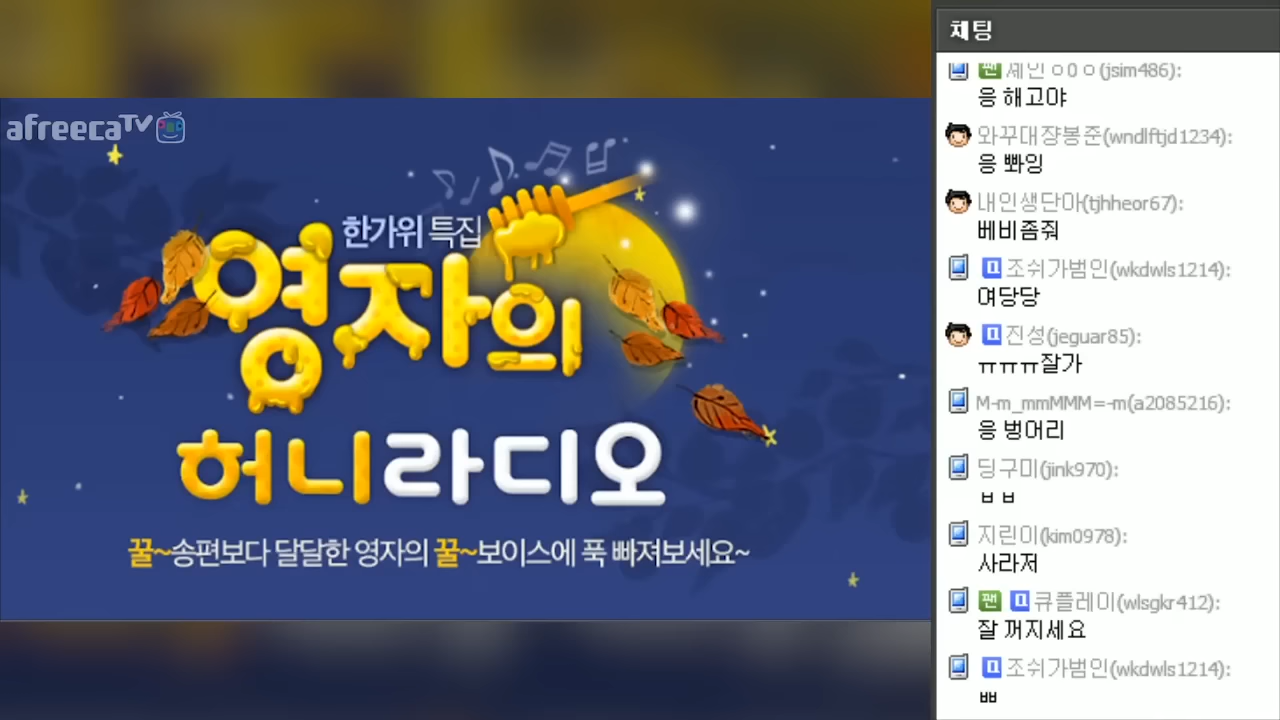 afreecaTV
한가위 특집
영자의
허니라디오
꿀~송편보다 달달한 영자의 꿀~보이스에 푹 빠져보세요~
채팅
팬 세인ㅇ0ㅇ(jsim486):
응 해고야
와꾸대장봉준(wndlftjd1234):
응 빠잉
내인생단아(tjhheor67):
베비좀줘
조쉬가범인(wkdwls1214):
여당당
진성(jeguar85):
ㅠㅠㅠ잘가
M-m_mmMMM=-m(a2085216):
응 벙어리
딩구미(jink970):
ㅂㅂ
지린이(kim0978):
사라져
팬 큐플레이(wlsgkr412):
잘 꺼지세요
조쉬가범인(wkdwls1214):
ㅃ